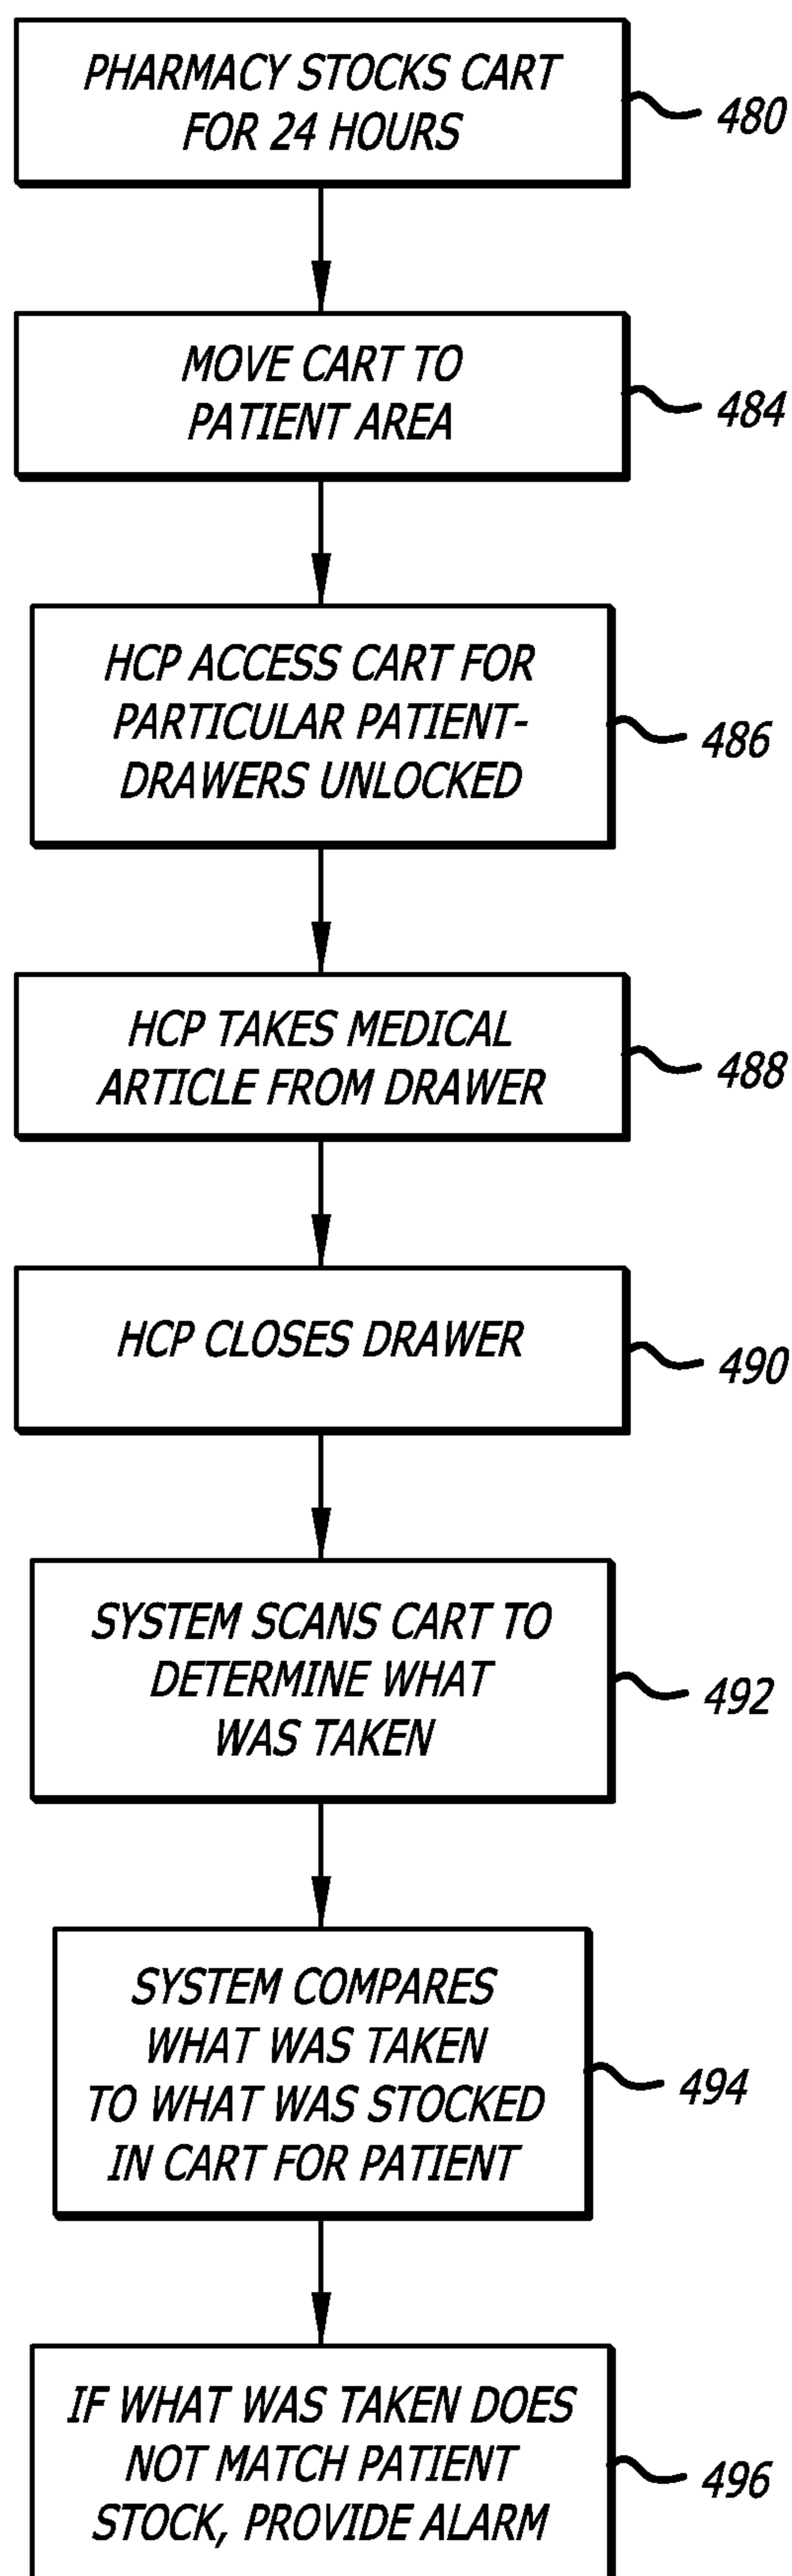 PHARMACY STOCKS CART
FOR 24 HOURS
480
MOVE CART TO
PATIENT AREA
484
HCP ACCESS CART FOR
PARTICULAR PATIENT-
DRAWERS UNLOCKED
486
HCP TAKES MEDICAL
ARTICLE FROM DRAWER
488
HCP CLOSES DRAWER
490
SYSTEM SCANS CART TO
DETERMINE WHAT
WAS TAKEN
492
SYSTEM COMPARES
WHAT WAS TAKEN
TO WHAT WAS STOCKED
IN CART FOR PATIENT
494
IF WHAT WAS TAKEN DOES
NOT MATCH PATIENT
STOCK, PROVIDE ALARM
496